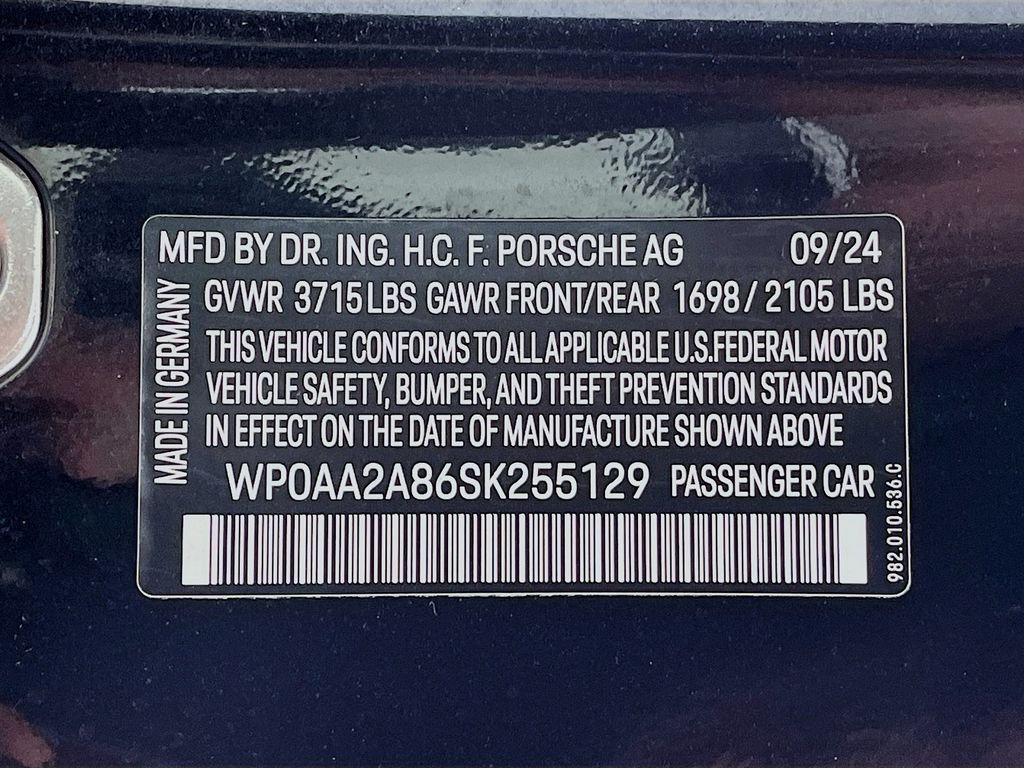 MFD BY DR. ING. H.C. F. PORSCHE AG 09/24
GVWR 3715 LBS GAWR FRONT/REAR 1698 / 2105 LBS
THIS VEHICLE CONFORMS TO ALL APPLICABLE U.S.FEDERAL MOTOR
VEHICLE SAFETY, BUMPER, AND THEFT PREVENTION STANDARDS
IN EFFECT ON THE DATE OF MANUFACTURE SHOWN ABOVE
WP0AA2A86SK255129 PASSENGER CAR
MADE IN GERMANY
982.010.536.C